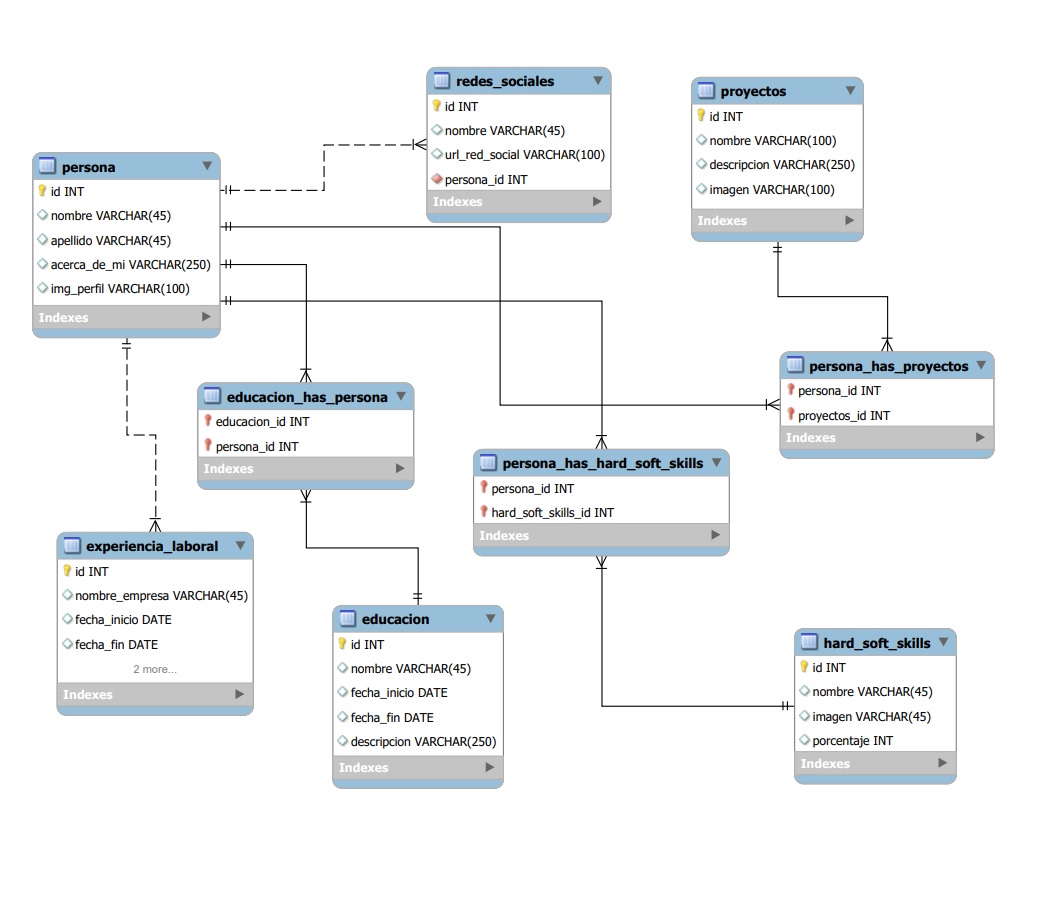 persona
id INT
nombre VARCHAR(45)
apellido VARCHAR(45)
acerca_de_mi VARCHAR(250)
img_perfil VARCHAR(100)
Indexes
redes_sociales
id INT
nombre VARCHAR(45)
url_red_social VARCHAR(100)
persona_id INT
Indexes
proyectos
id INT
nombre VARCHAR(100)
descripcion VARCHAR(250)
imagen VARCHAR(100)
Indexes
educacion_has_persona
educacion_id INT
persona_id INT
Indexes
persona_has_proyectos
persona_id INT
proyectos_id INT
Indexes
persona_has_hard_soft_skills
persona_id INT
hard_soft_skills_id INT
Indexes
experiencia_laboral
id INT
nombre_empresa VARCHAR(45)
fecha_inicio DATE
fecha_fin DATE
2 more...
Indexes
educacion
id INT
nombre VARCHAR(45)
fecha_inicio DATE
fecha_fin DATE
descripcion VARCHAR(250)
Indexes
hard_soft_skills
id INT
nombre VARCHAR(45)
imagen VARCHAR(45)
porcentaje INT
Indexes